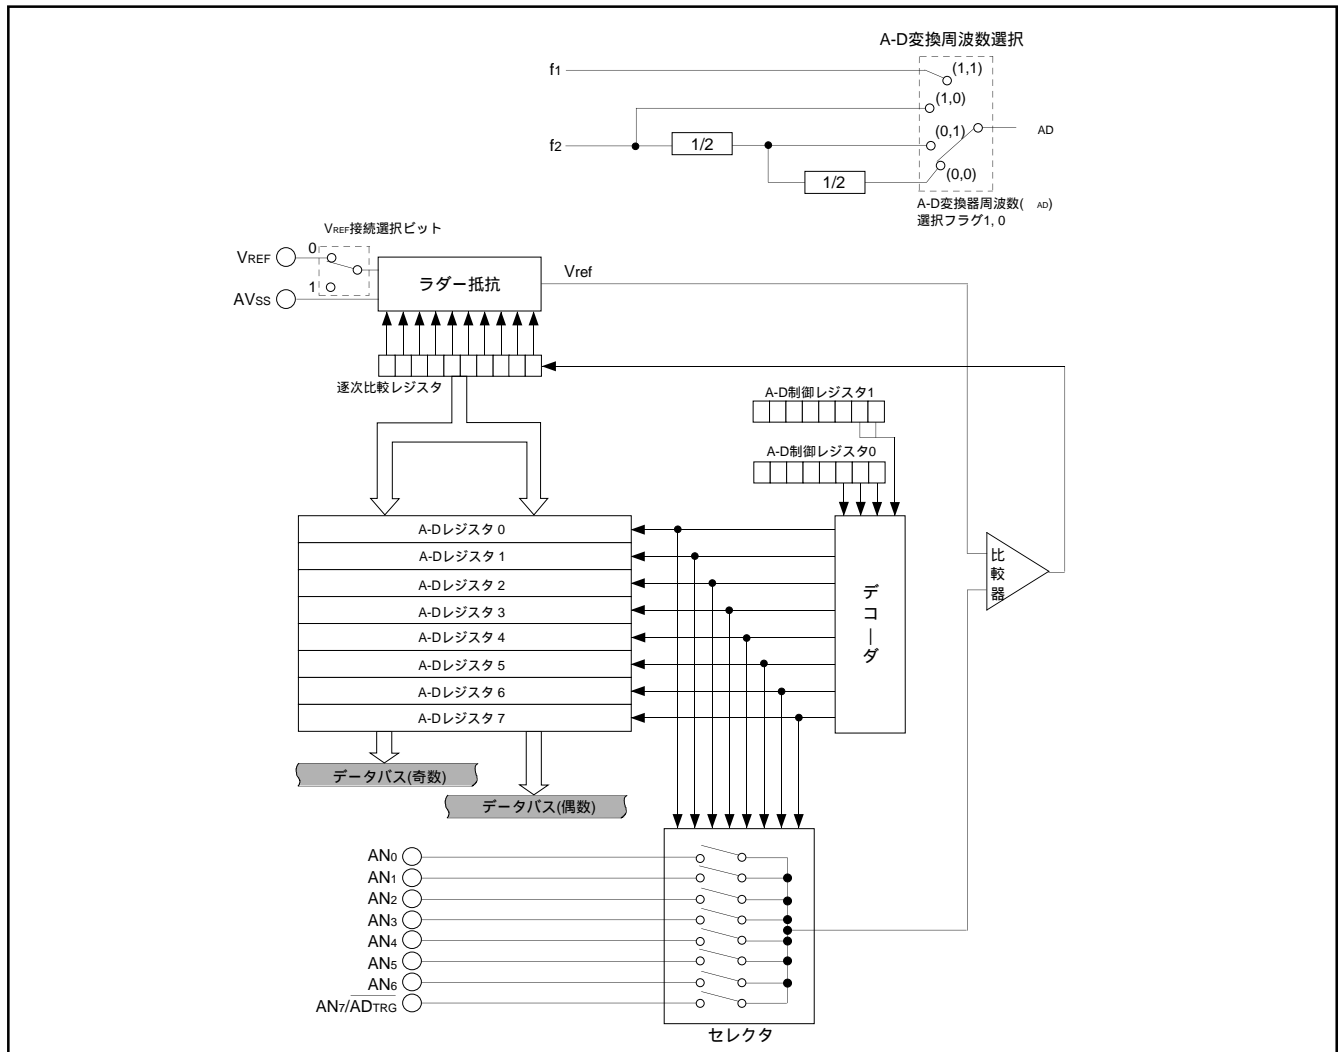 A-D変換周波数選択
f1
(1,1)
(1,0)
f2
1/2
(0,1)
AD
1/2
(0,0)
A-D変換器周波数( AD)
選択フラグ1, 0
VREF接続選択ビット
VREF
0
ラダー抵抗
Vref
AVSS
1
逐次比較レジスタ
A-D制御レジスタ1
A-D制御レジスタ0
A-Dレジスタ 0
A-Dレジスタ 1
A-Dレジスタ 2
A-Dレジスタ 3
A-Dレジスタ 4
A-Dレジスタ 5
A-Dレジスタ 6
A-Dレジスタ 7
デコーダ
比較器
データバス(奇数)
データバス(偶数)
AN0
AN1
AN2
AN3
AN4
AN5
AN6
AN7/ADTRG
セレクタ